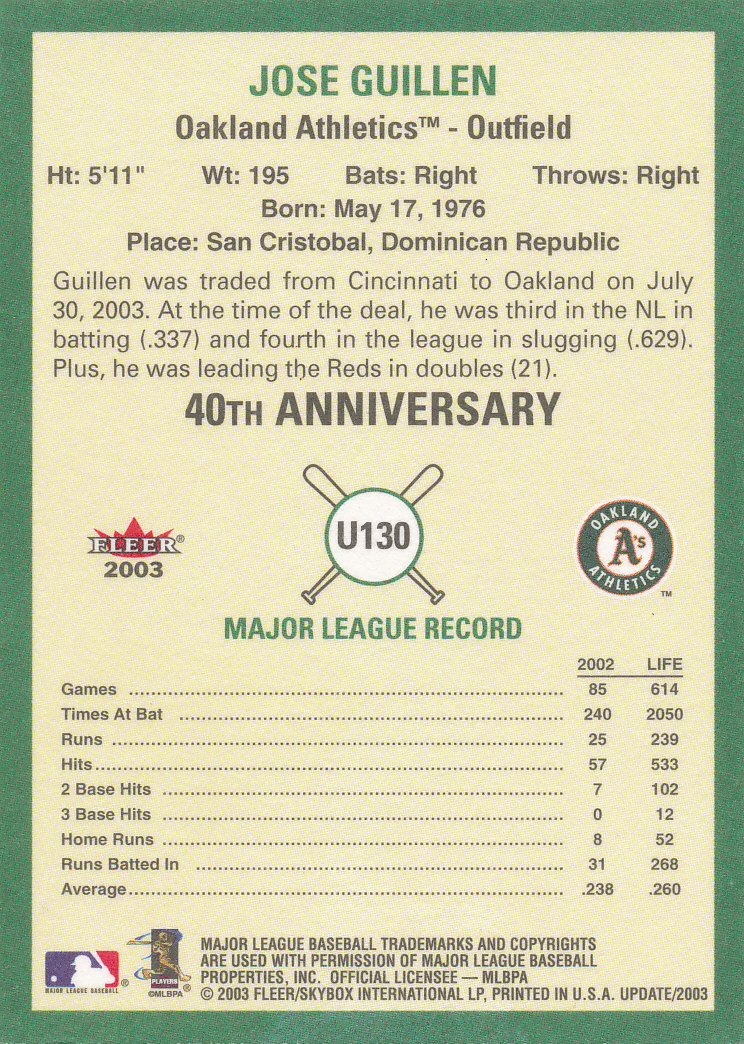 JOSE GUILLEN
Oakland Athletics™ - Outfield
Ht: 5'11" Wt: 195 Bats: Right Throws: Right
Born: May 17, 1976
Place: San Cristobal, Dominican Republic
Guillen was traded from Cincinnati to Oakland on July
30, 2003. At the time of the deal, he was third in the NL in
batting (.337) and fourth in the league in slugging (.629).
Plus, he was leading the Reds in doubles (21).
40TH ANNIVERSARY
FLEER®
2003
U130
OAKLAND
A's
ATHLETICS
™
MAJOR LEAGUE RECORD
2002 LIFE
Games 85 614
Times At Bat 240 2050
Runs 25 239
Hits 57 533
2 Base Hits 7 102
3 Base Hits 0 12
Home Runs 8 52
Runs Batted In 31 268
Average .238 .260
MAJOR LEAGUE BASEBALL ®
PLAYERS ®
©MLBPA
MAJOR LEAGUE BASEBALL TRADEMARKS AND COPYRIGHTS
ARE USED WITH PERMISSION OF MAJOR LEAGUE BASEBALL
PROPERTIES, INC. OFFICIAL LICENSEE — MLBPA
© 2003 FLEER/SKYBOX INTERNATIONAL LP, PRINTED IN U.S.A. UPDATE/2003